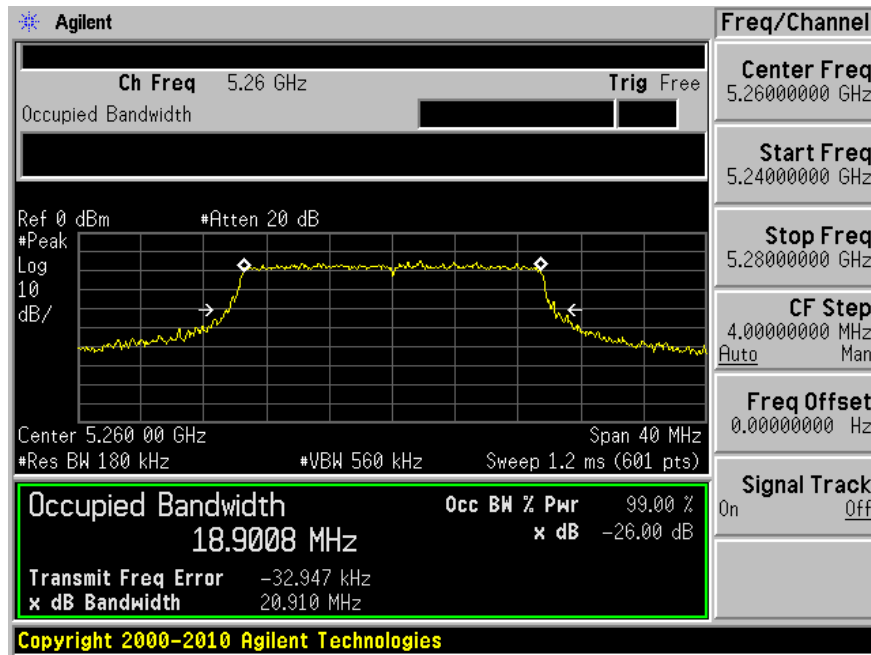 Agilent
Freq/Channel
Ch Freq 5.26 GHz Trig Free
Occupied Bandwidth
Center Freq
5.26000000 GHz
Start Freq
5.24000000 GHz
Stop Freq
5.28000000 GHz
CF Step
4.00000000 MHz
Auto Man
Freq Offset
0.00000000 Hz
Signal Track
On Off
Ref 0 dBm #Atten 20 dB
#Peak
Log
10
dB/
Center 5.260 00 GHz Span 40 MHz
#Res BW 180 kHz #VBW 560 kHz Sweep 1.2 ms (601 pts)
Occupied Bandwidth Occ BW % Pwr 99.00 %
18.9008 MHz x dB -26.00 dB
Transmit Freq Error -32.947 kHz
x dB Bandwidth 20.910 MHz
Copyright 2000-2010 Agilent Technologies